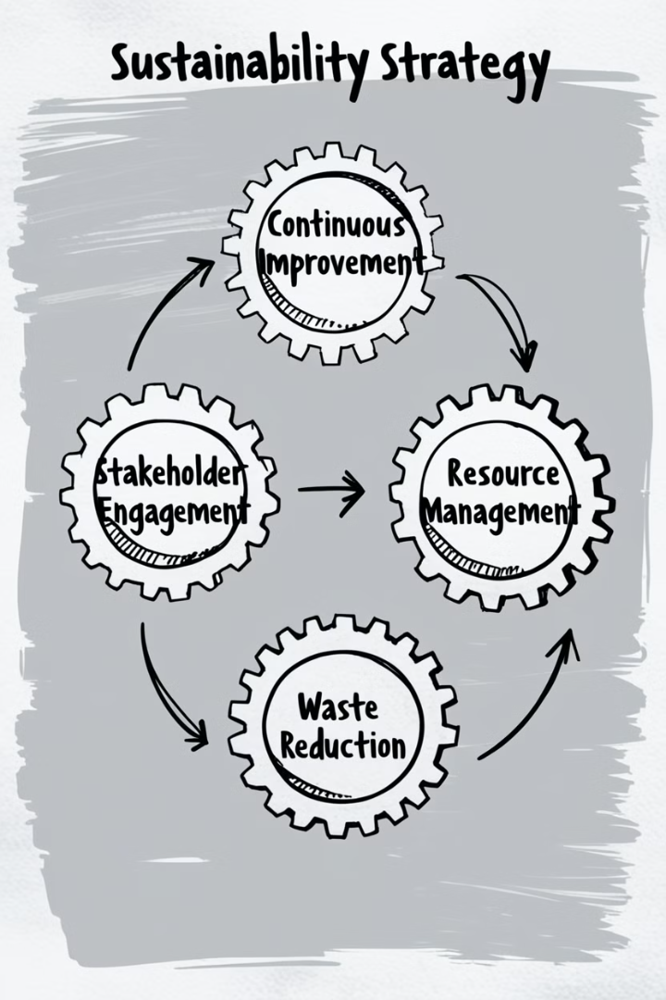 Sustainability Strategy
Continuous
Improvement
Stakeholder
Engagement
Resource
Management
Waste
Reduction